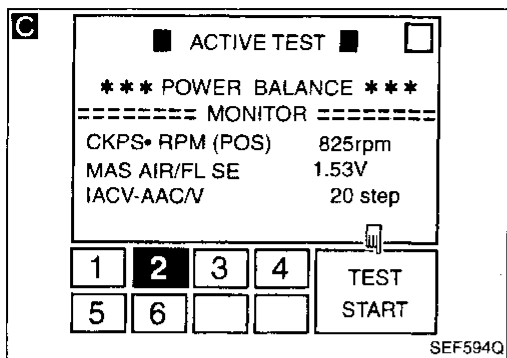 C
■ ACTIVE TEST ■
*** POWER BALANCE ***
======== MONITOR ========
CKPS• RPM (POS) 825rpm
MAS AIR/FL SE 1.53V
IACV-AAC/V 20 step
1 2 3 4 TEST
5 6 START
SEF594Q